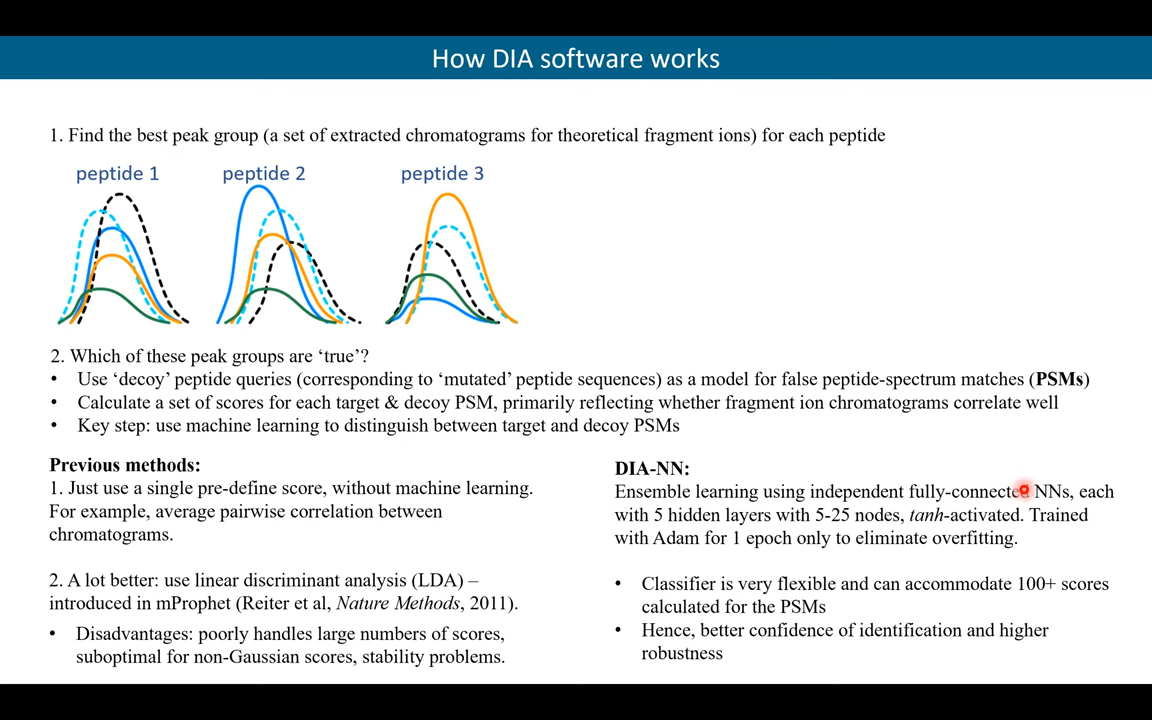 How DIA software works
1. Find the best peak group (a set of extracted chromatograms for theoretical fragment ions) for each peptide
peptide 1
peptide 2
peptide 3
2. Which of these peak groups are ‘true’?
• Use ‘decoy’ peptide queries (corresponding to ‘mutated’ peptide sequences) as a model for false peptide-spectrum matches (PSMs)
• Calculate a set of scores for each target & decoy PSM, primarily reflecting whether fragment ion chromatograms correlate well
• Key step: use machine learning to distinguish between target and decoy PSMs
Previous methods:
1. Just use a single pre-define score, without machine learning.
For example, average pairwise correlation between
chromatograms.
2. A lot better: use linear discriminant analysis (LDA) –
introduced in mProphet (Reiter et al, Nature Methods, 2011).
• Disadvantages: poorly handles large numbers of scores,
suboptimal for non-Gaussian scores, stability problems.
DIA-NN:
Ensemble learning using independent fully-connected NNs, each
with 5 hidden layers with 5-25 nodes, tanh-activated. Trained
with Adam for 1 epoch only to eliminate overfitting.
• Classifier is very flexible and can accommodate 100+ scores
calculated for the PSMs
• Hence, better confidence of identification and higher
robustness